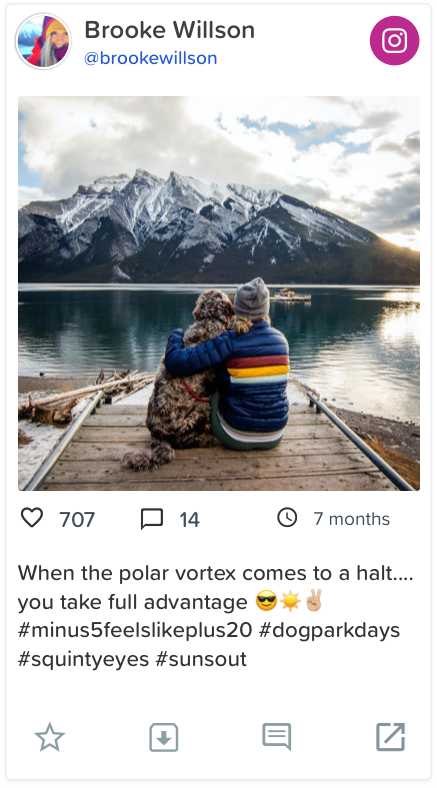 Brooke Willson
@brookewillson
707
14
7 months
When the polar vortex comes to a halt....
you take full advantage 😎☀️✌🏼
#minus5feelslikeplus20 #dogparkdays
#squintyeyes #sunsout